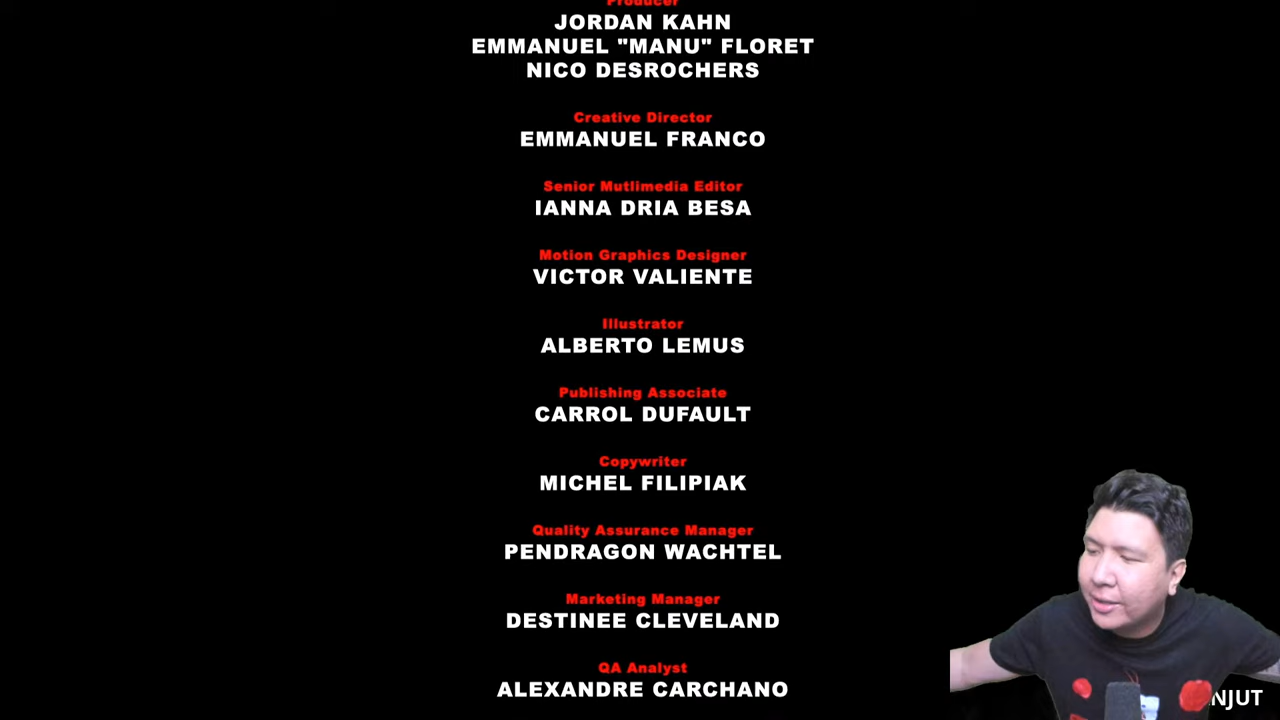 Producer
JORDAN KAHN
EMMANUEL "MANU" FLORET
NICO DESROCHERS
Creative Director
EMMANUEL FRANCO
Senior Mutlimedia Editor
IANNA DRIA BESA
Motion Graphics Designer
VICTOR VALIENTE
Illustrator
ALBERTO LEMUS
Publishing Associate
CARROL DUFAULT
Copywriter
MICHEL FILIPIAK
Quality Assurance Manager
PENDRAGON WACHTEL
Marketing Manager
DESTINEE CLEVELAND
QA Analyst
ALEXANDRE CARCHANO